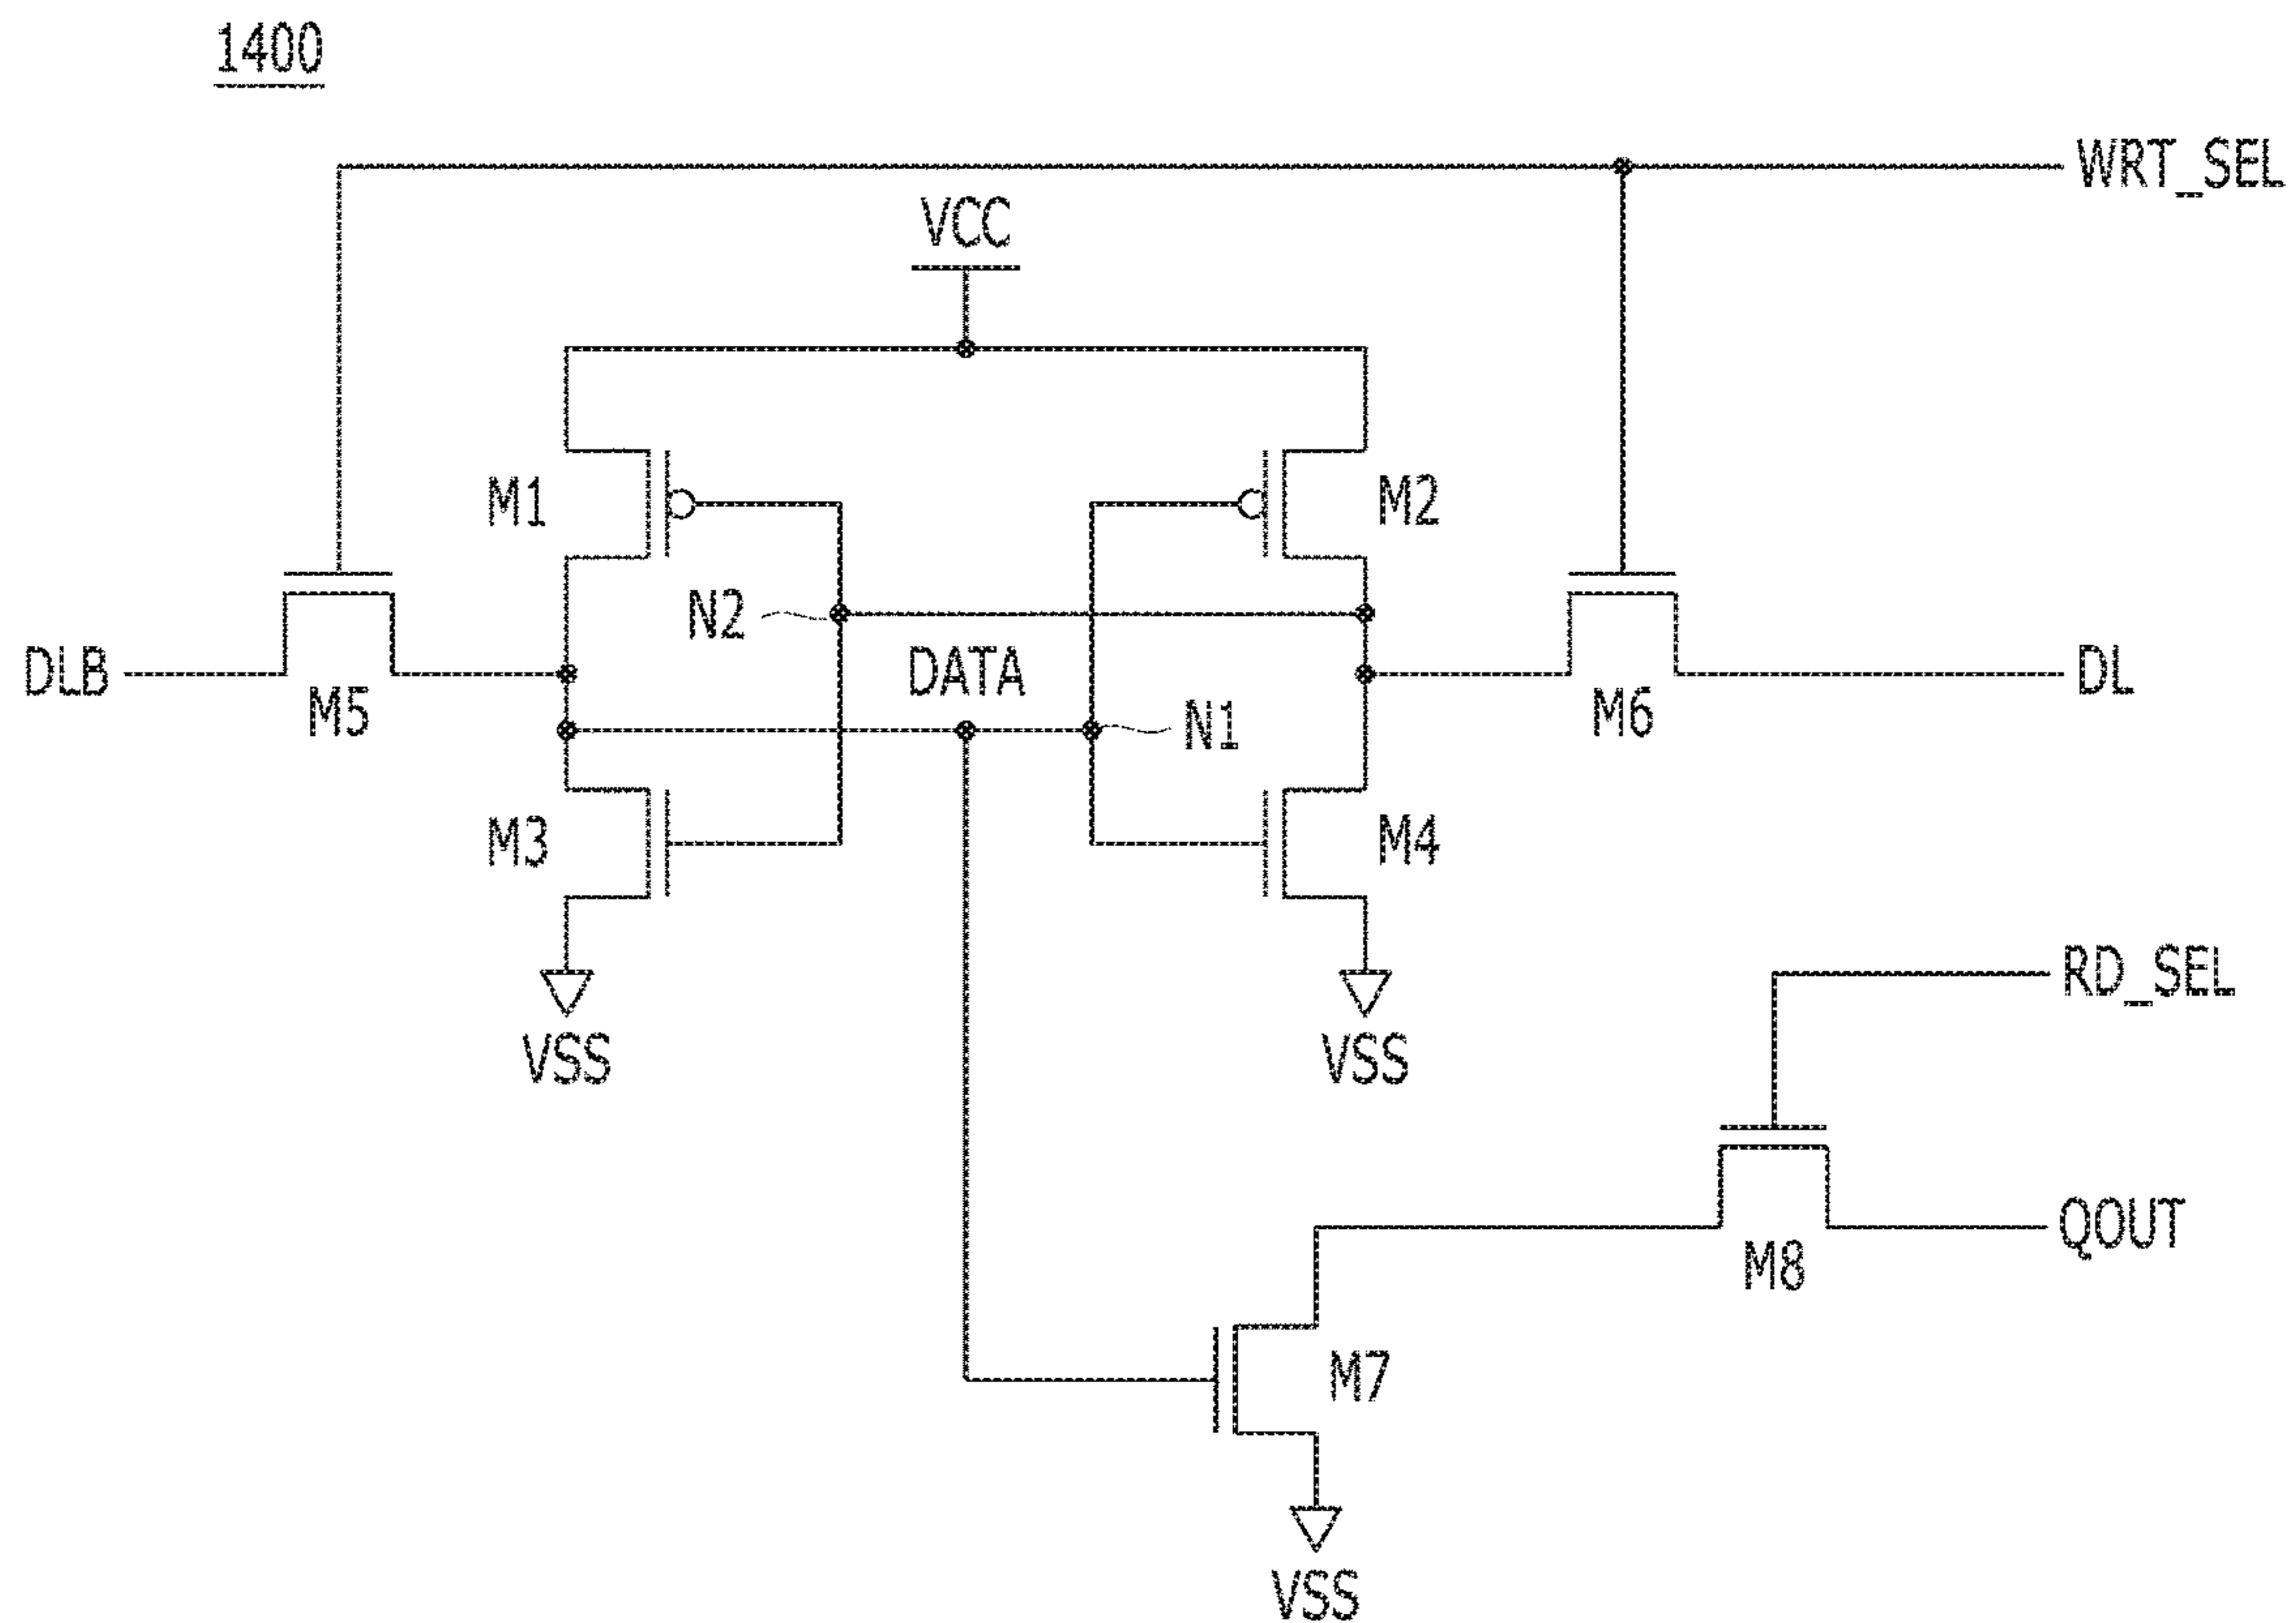 1400
WRT_SEL
VCC
M1
M2
N2
DLB
M5
DATA
N1
M6
DL
M3
M4
VSS
VSS
RD_SEL
M8
QOUT
M7
VSS